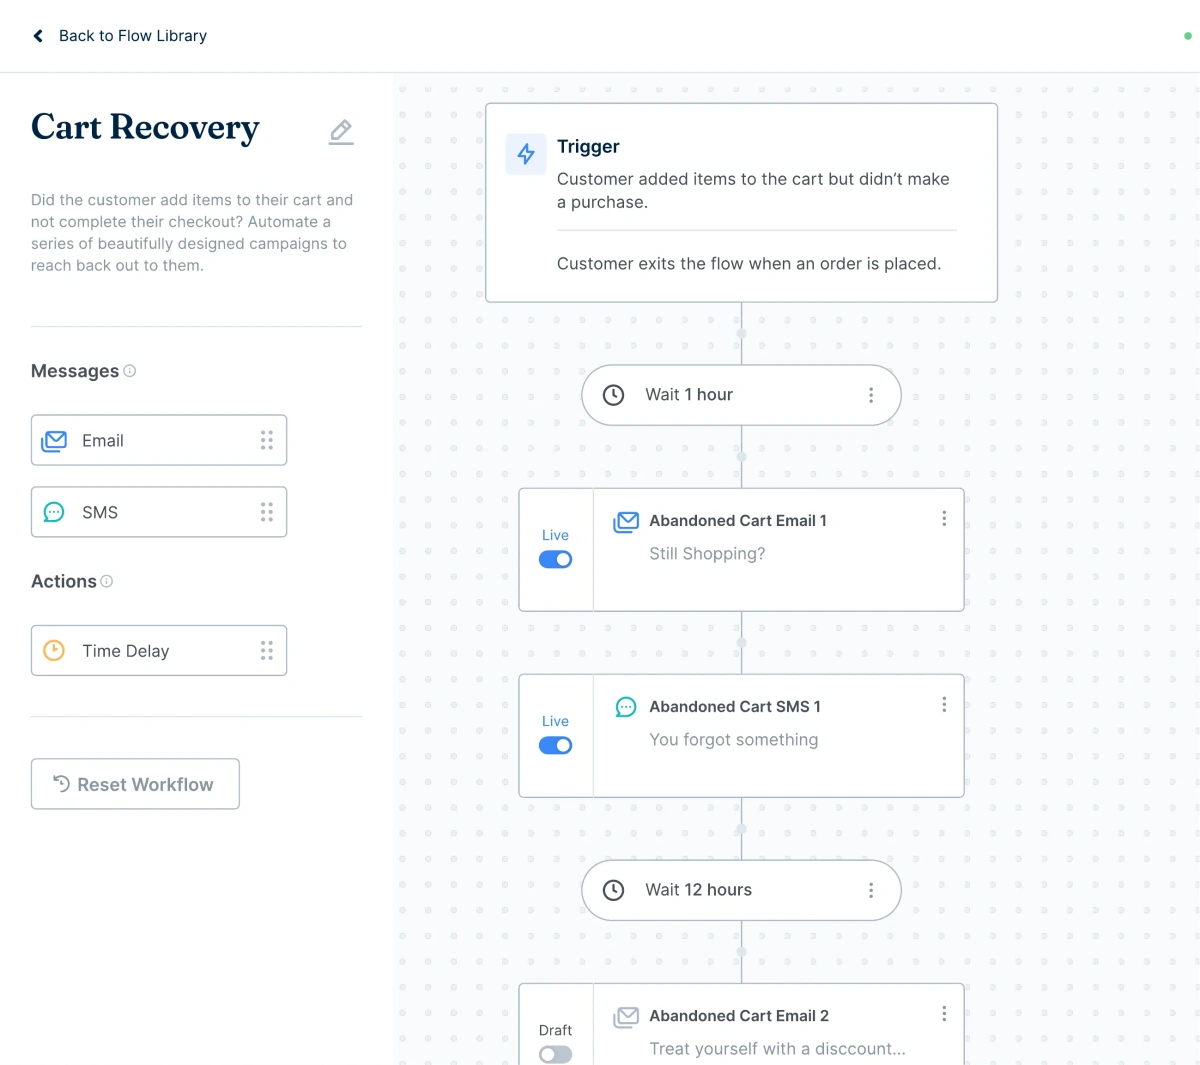 Back to Flow Library
Cart Recovery
Did the customer add items to their cart and
not complete their checkout? Automate a
series of beautifully designed campaigns to
reach back out to them.
Messages
Email
SMS
Actions
Time Delay
Reset Workflow
Trigger
Customer added items to the cart but didn’t make
a purchase.
Customer exits the flow when an order is placed.
Wait 1 hour
Live
Abandoned Cart Email 1
Still Shopping?
Live
Abandoned Cart SMS 1
You forgot something
Wait 12 hours
Draft
Abandoned Cart Email 2
Treat yourself with a disccount...